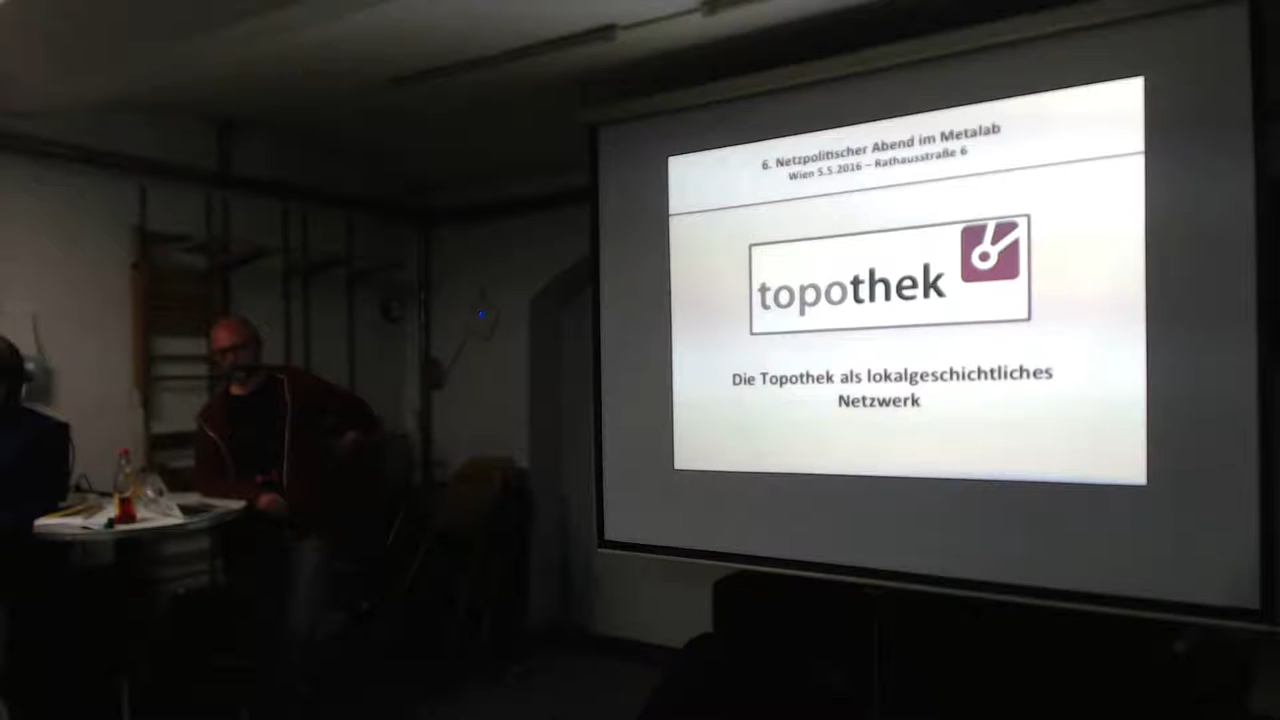 6. Netzpolitischer Abend im Metalab
Wien 5.5.2016 – Rathausstraße 6
topothek
Die Topothek als lokalgeschichtliches
Netzwerk